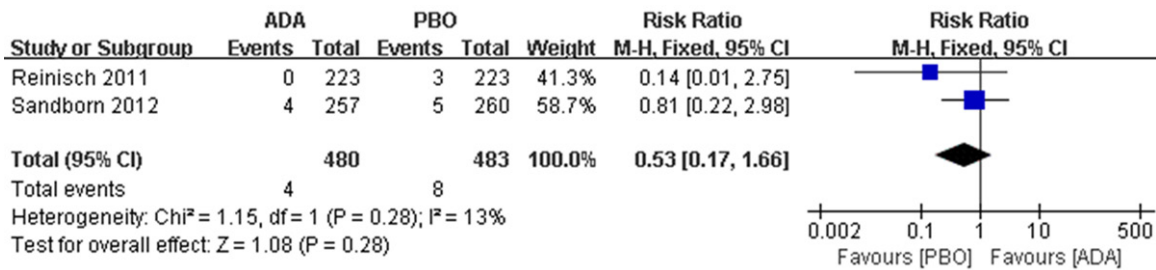 ADA PBO Risk Ratio Risk Ratio
Study or Subgroup Events Total Events Total Weight M-H, Fixed, 95% CI M-H, Fixed, 95% CI
Reinisch 2011 0 223 3 223 41.3% 0.14 [0.01, 2.75]
Sandborn 2012 4 257 5 260 58.7% 0.81 [0.22, 2.98]
Total (95% CI) 480 483 100.0% 0.53 [0.17, 1.66]
Total events 4 8
Heterogeneity: Chi² = 1.15, df = 1 (P = 0.28); I² = 13%
Test for overall effect: Z = 1.08 (P = 0.28)
0.002 0.1 1 10 500
Favours [PBO] Favours [ADA]